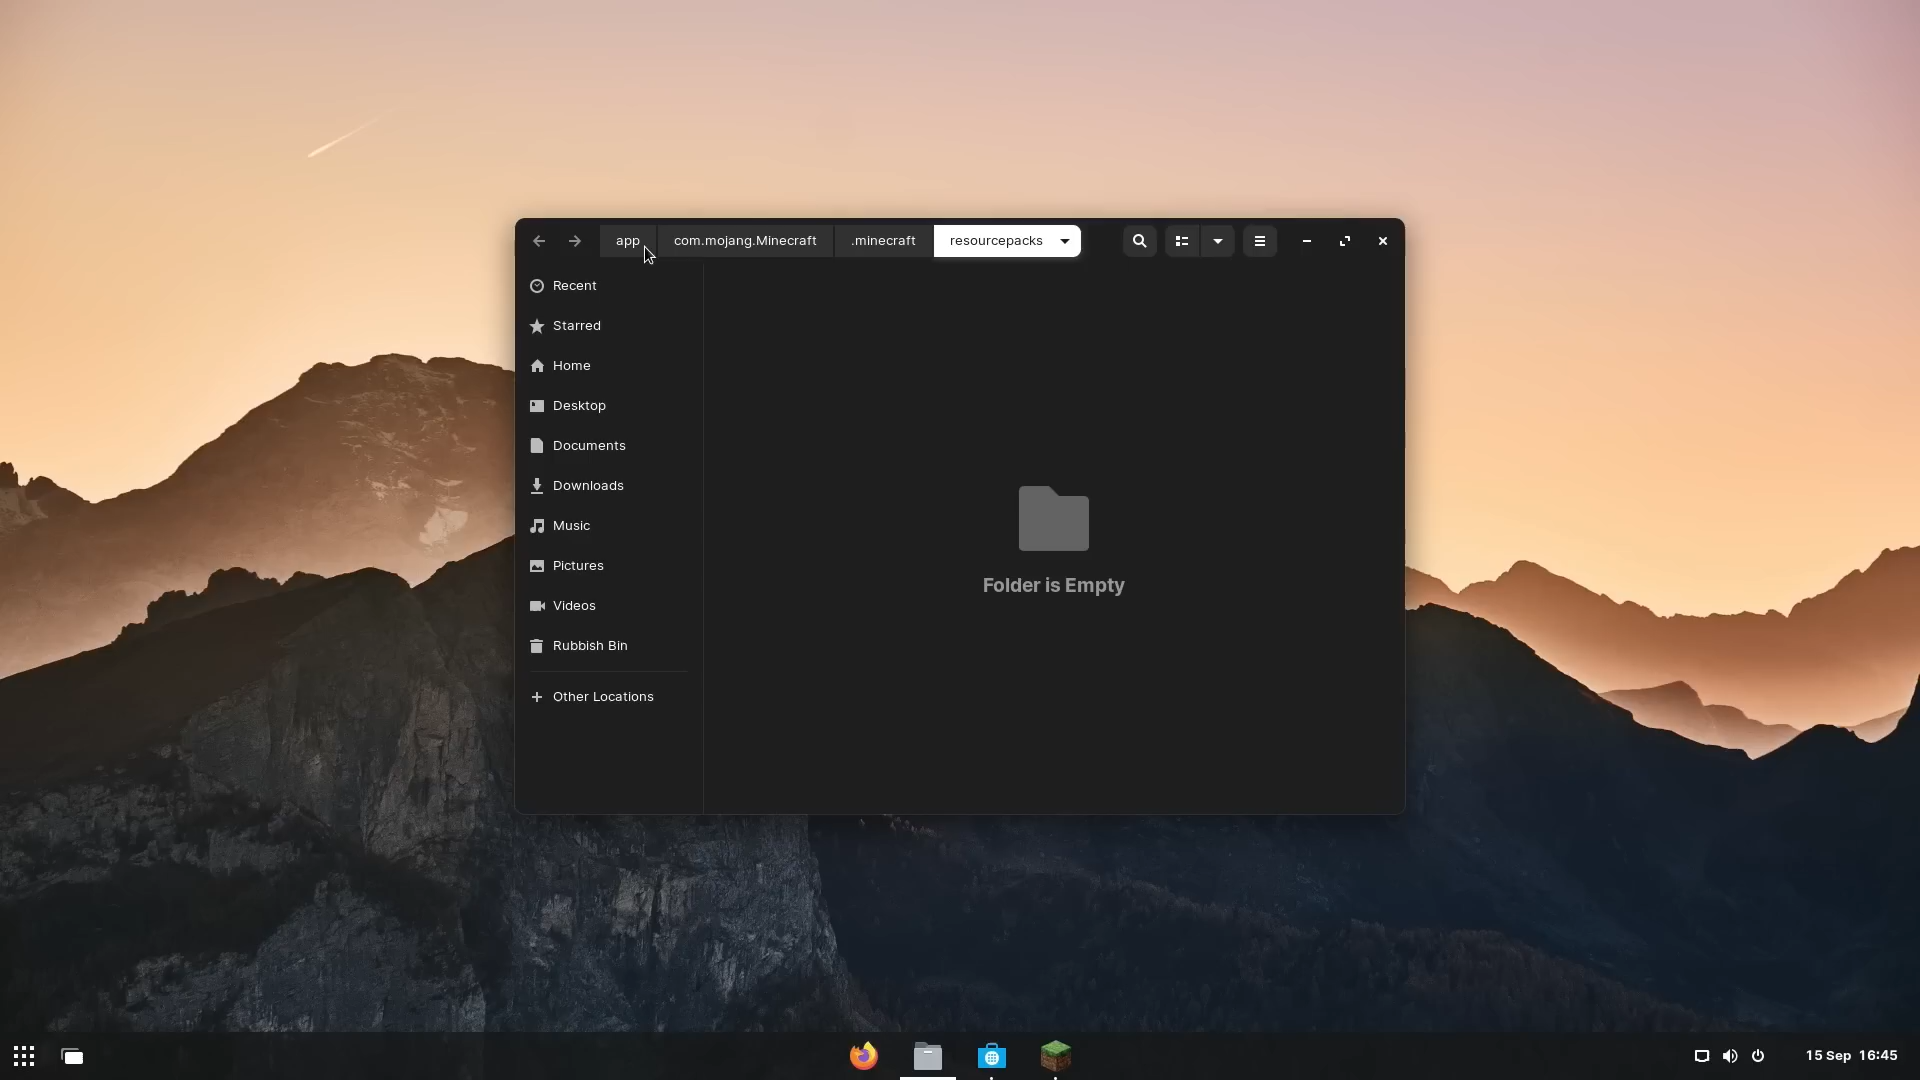 app
com.mojang.Minecraft
.minecraft
resourcepacks
Recent
Starred
Home
Desktop
Documents
Downloads
Music
Pictures
Videos
Rubbish Bin
Other Locations
Folder is Empty
15 Sep 16:45